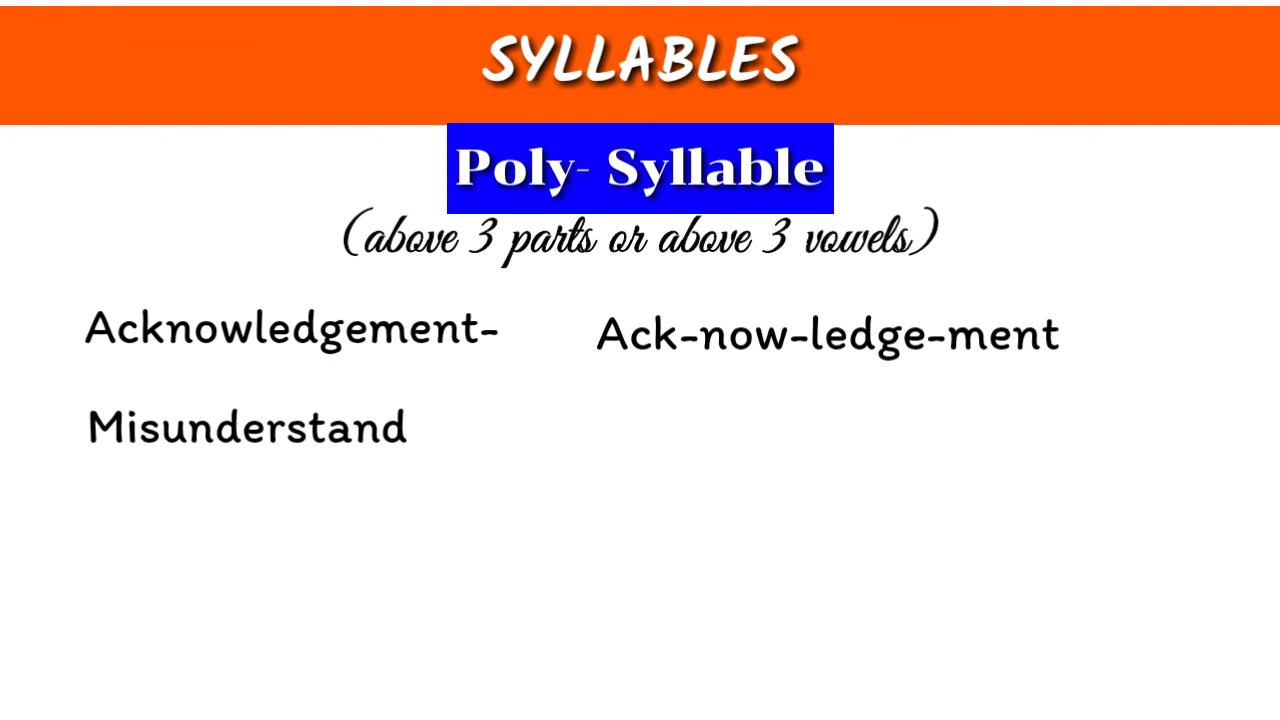 SYLLABLES
Poly- Syllable
(above 3 parts or above 3 vowels)
Acknowledgement- Ack-now-ledge-ment
Misunderstand